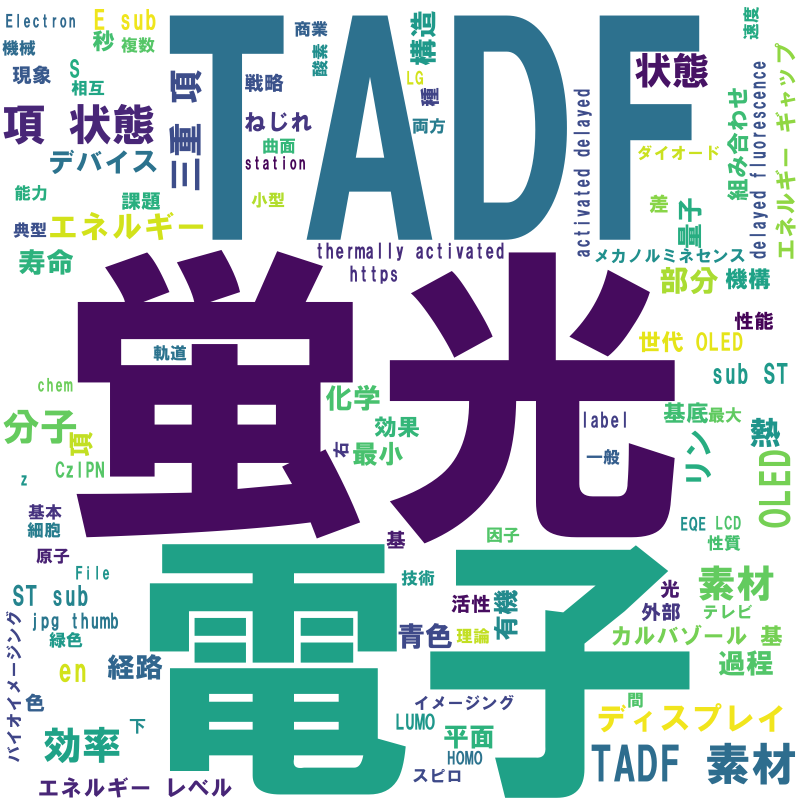 Electron
E sub
TADF
商業
構造
速度
機械
秒
複数
酸素
現象
S
相互
三重 項
戦略
LG
種
状態
エネルギー ギャップ
項 状態
ねじれ
両方
activated delayed
組み合わせ
delayed fluorescence
デバイス
曲面
station
ダイオード
能力
課題
小型
差
量子
典型
エネルギー
寿命
thermally activated
https
メカノルミネセンス
部分
機構
蛍光
性能
軌道
世代 OLED
sub ST
chem
化学
分子
項
効果
label
基底
最大
熱
CzIPN
右
最小
一般
リン
OLED
z
基本
細胞
EQE
LCD
原子
基
因子
性質
File
技術
ST sub
電子
活性
有機
光
素材
jpg thumb
外部
テレビ
緑色
青色
理論
カルバゾール 基
バイオイメージング
en
経路
過程
色
イメージング
間
下
LUMO
平面
ディスプレイ
効率
HOMO
スピロ
TADF 素材
エネルギー レベル